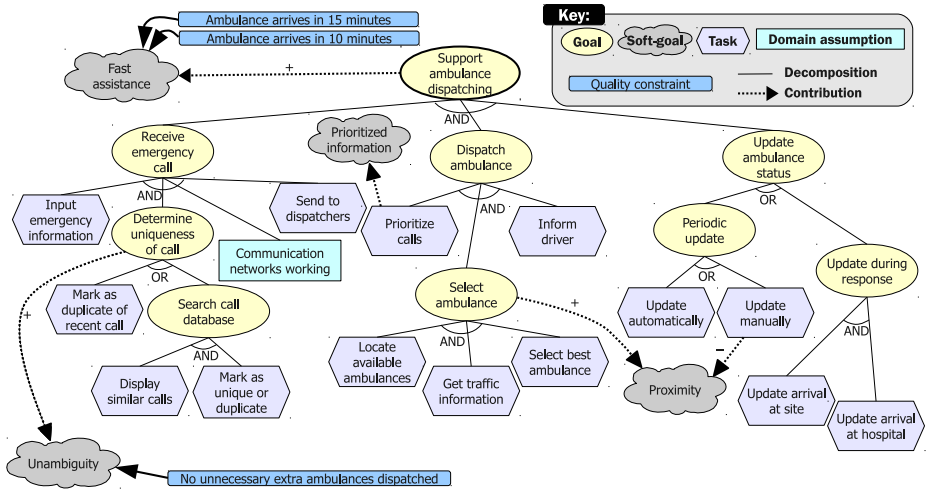 Key:
Goal
Soft-goal
Task
Domain assumption
Quality constraint
Decomposition
Contribution
Ambulance arrives in 15 minutes
Ambulance arrives in 10 minutes
Fast
assistance
+
Support
ambulance
dispatching
AND
Receive
emergency
call
Prioritized
information
Dispatch
ambulance
Update
ambulance
status
AND
AND
OR
Input
emergency
information
Determine
uniqueness
of call
Send to
dispatchers
Prioritize
calls
Inform
driver
Periodic
update
Communication
networks working
OR
OR
Update during
response
Mark as
duplicate of
recent call
Search call
database
Select
ambulance
+
Update
automatically
Update
manually
+
AND
AND
AND
–
Locate
available
ambulances
Select best
ambulance
Display
similar calls
Mark as
unique or
duplicate
Get traffic
information
Proximity
Update arrival
at site
Update arrival
at hospital
Unambiguity
No unnecessary extra ambulances dispatched